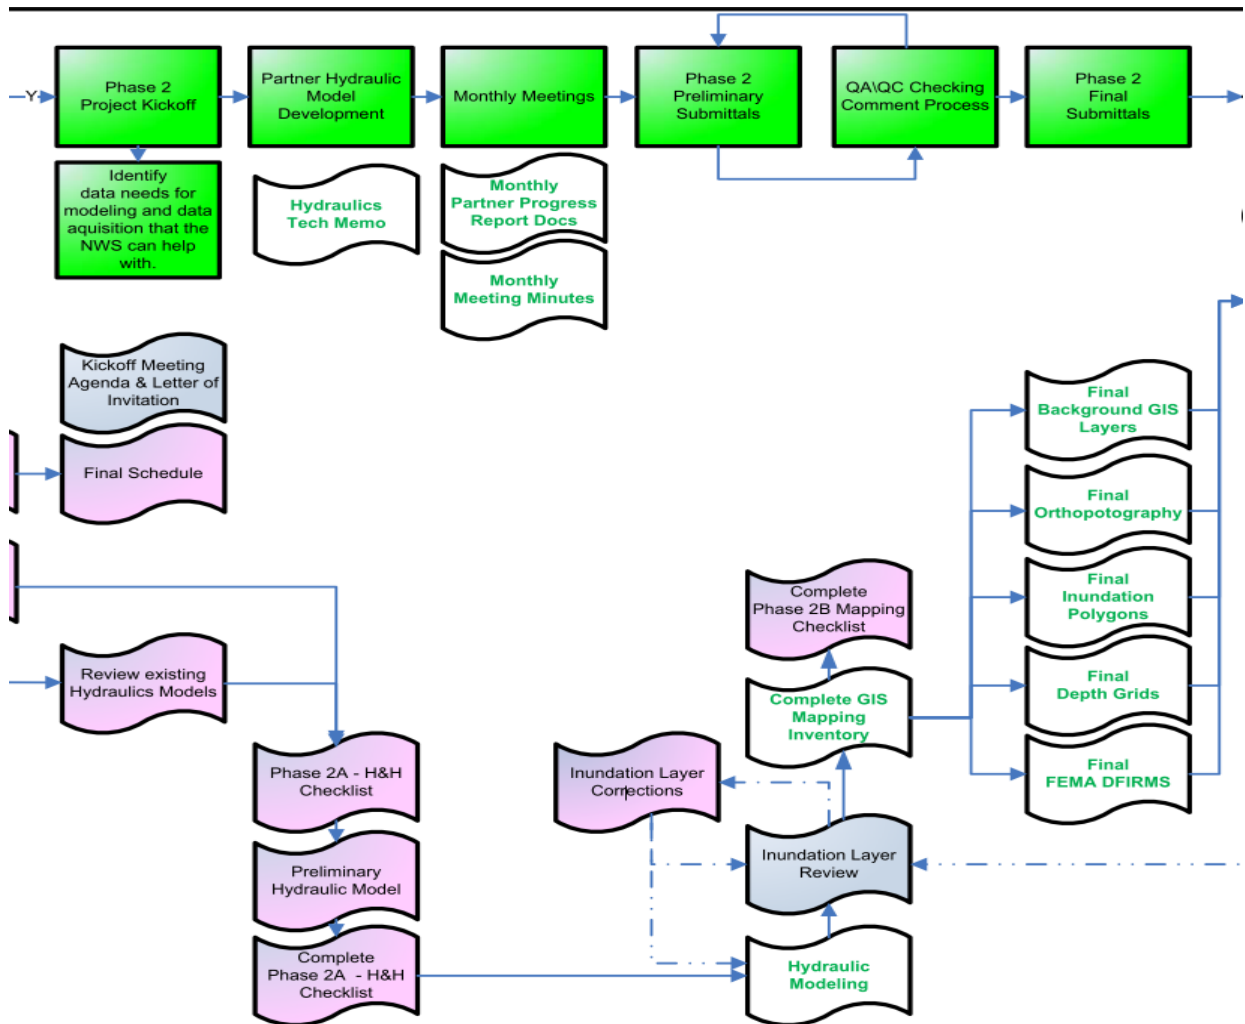 Y
Phase 2
Project Kickoff
Partner Hydraulic
Model
Development
Monthly Meetings
Phase 2
Preliminary
Submittals
QA\QC Checking
Comment Process
Phase 2
Final
Submittals
Identify
data needs for
modeling and data
aquisition that the
NWS can help
with.
Hydraulics
Tech Memo
Monthly
Partner Progress
Report Docs
Monthly
Meeting Minutes
Kickoff Meeting
Agenda & Letter of
Invitation
Final Schedule
Final
Background GIS
Layers
Final
Orthopotography
Final
Inundation
Polygons
Final
Depth Grids
Final
FEMA DFIRMS
Complete
Phase 2B Mapping
Checklist
Review existing
Hydraulics Models
Complete GIS
Mapping
Inventory
Phase 2A - H&H
Checklist
Inundation Layer
Corrections
Preliminary
Hydraulic Model
Inundation Layer
Review
Complete
Phase 2A - H&H
Checklist
Hydraulic
Modeling